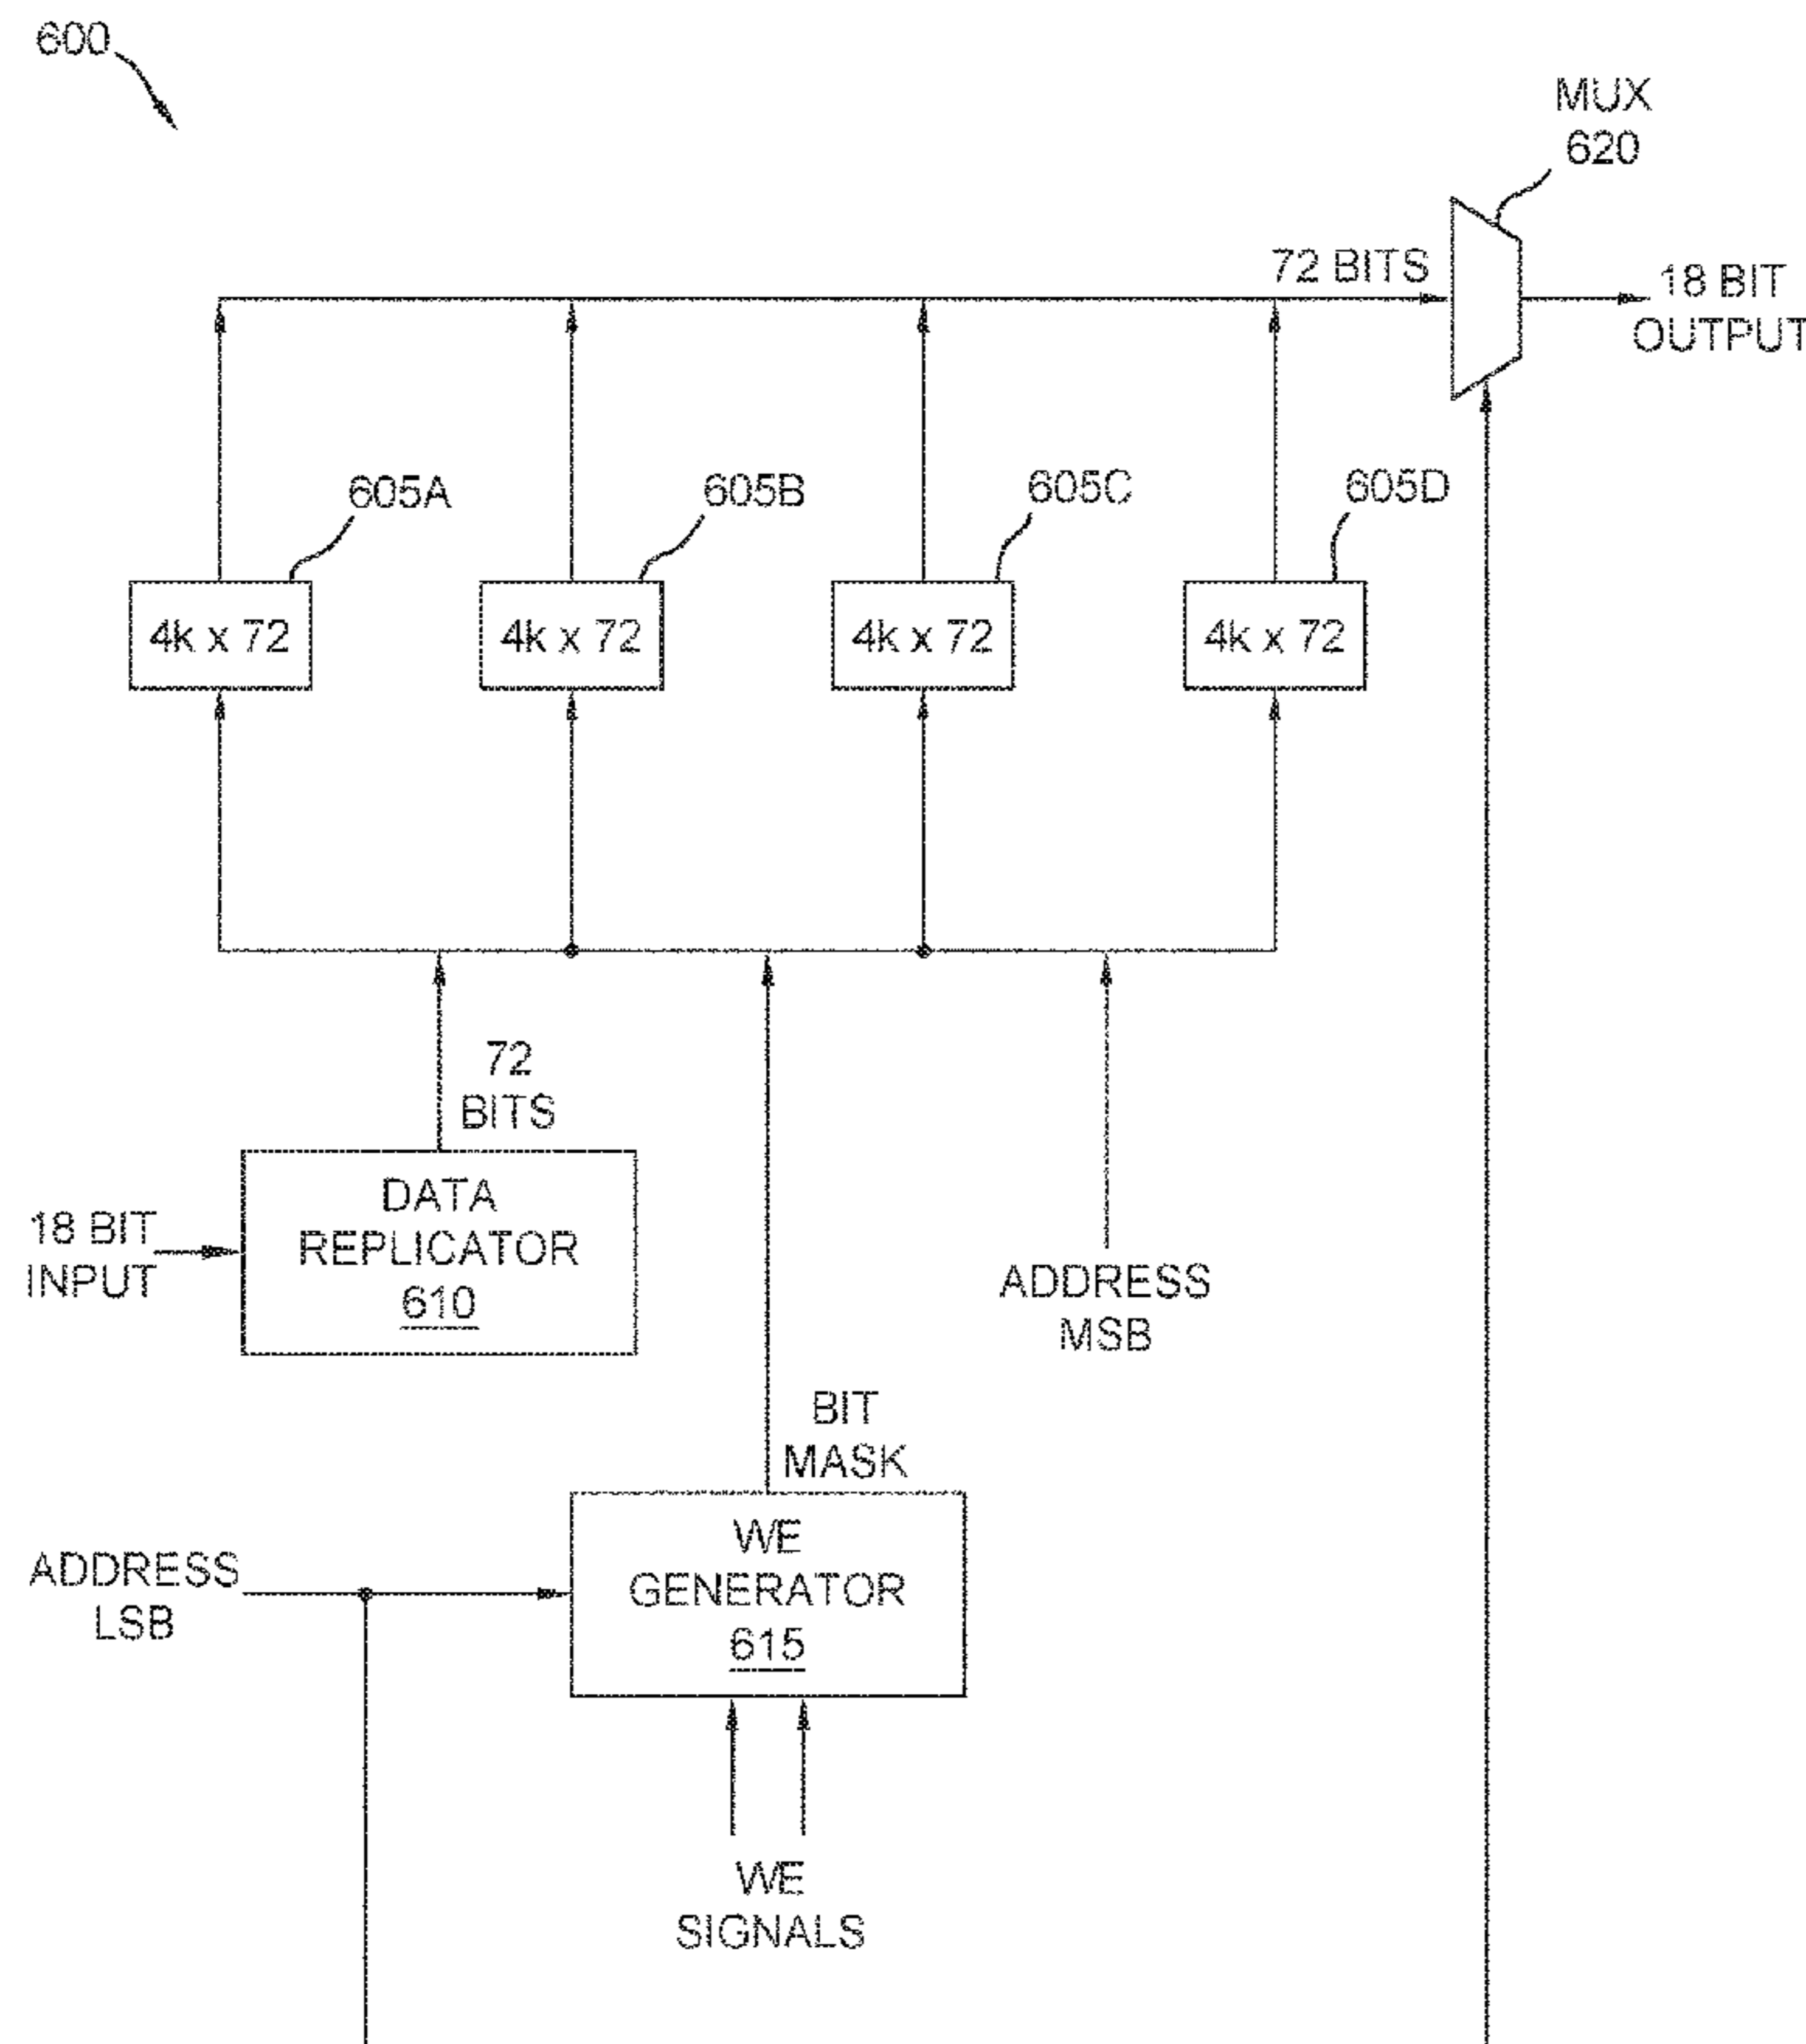 600
MUX
620
72 BITS
18 BIT
OUTPUT
605A
605B
605C
605D
4k x 72
4k x 72
4k x 72
4k x 72
72
BITS
DATA
REPLICATOR
610
18 BIT
INPUT
ADDRESS
MSB
BIT
MASK
WE
GENERATOR
615
ADDRESS
LSB
WE
SIGNALS